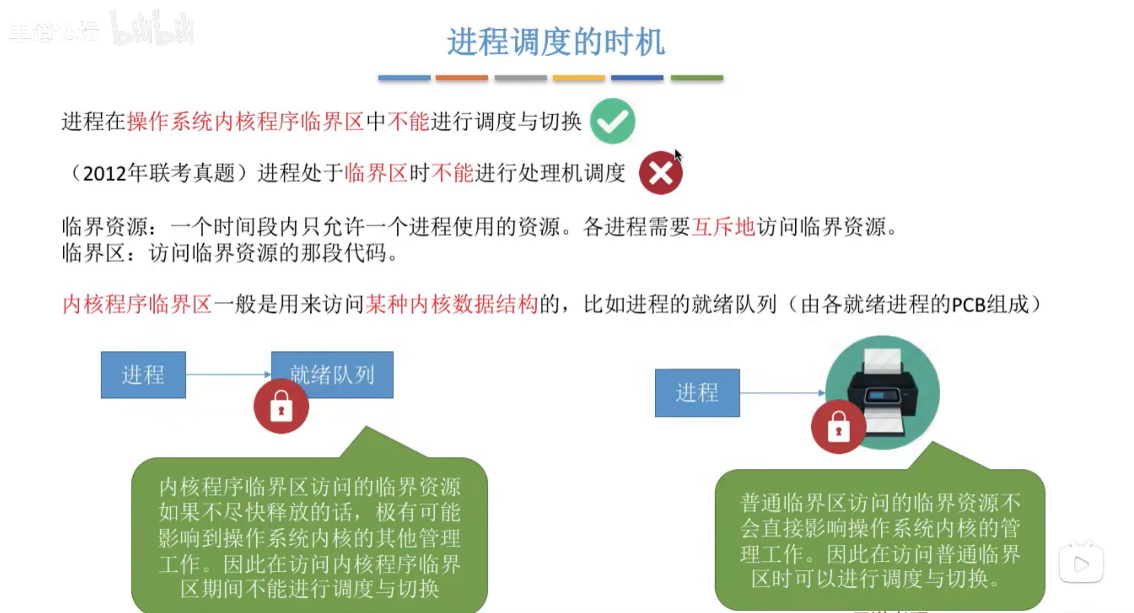 王道论坛 bilibili
进程调度的时机
进程在操作系统内核程序临界区中不能进行调度与切换
（2012年联考真题）进程处于临界区时不能进行处理机调度
临界资源：一个时间段内只允许一个进程使用的资源。各进程需要互斥地访问临界资源。
临界区：访问临界资源的那段代码。
内核程序临界区一般是用来访问某种内核数据结构的，比如进程的就绪队列（由各就绪进程的PCB组成）
进程
就绪队列
进程
内核程序临界区访问的临界资源
如果不尽快释放的话，极有可能
影响到操作系统内核的其他管理
工作。因此在访问内核程序临界
区期间不能进行调度与切换
普通临界区访问的临界资源不
会直接影响操作系统内核的管
理工作。因此在访问普通临界
区时可以进行调度与切换。